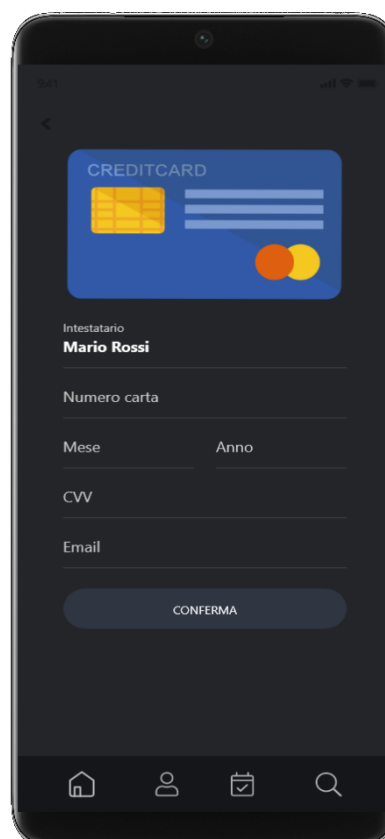 9:41
CREDITCARD
Intestatario
Mario Rossi
Numero carta
Mese Anno
CVV
Email
CONFERMA